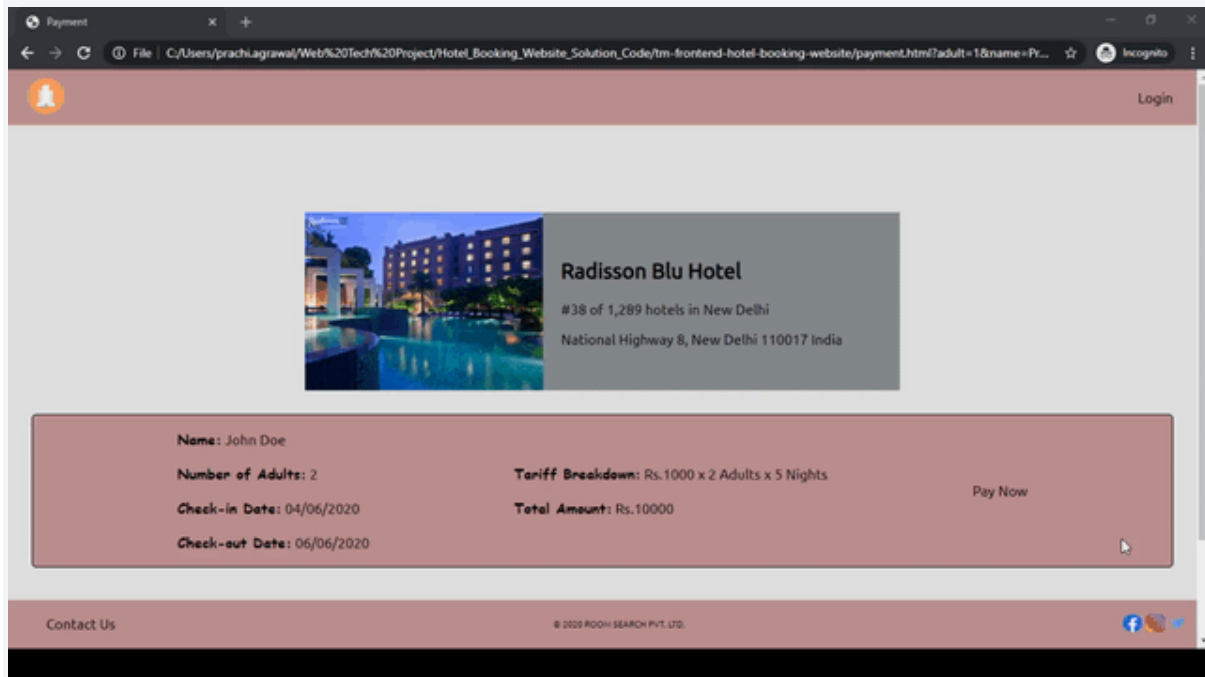 Payment
File C:/Users/prachi.agrawal/Web%20Tech%20Project/Hotel_Booking_Website_Solution_Code/tm-frontend-hotel-booking-website/payment.html?adult=1&name=Pr... Incognito
Login
Radisson Blu Hotel
#38 of 1,289 hotels in New Delhi
National Highway 8, New Delhi 110017 India
Name: John Doe
Number of Adults: 2
Check-in Date: 04/06/2020
Check-out Date: 06/06/2020
Tariff Breakdown: Rs.1000 x 2 Adults x 5 Nights
Total Amount: Rs.10000
Pay Now
Contact Us
© 2020 ROOM SEARCH PVT. LTD.